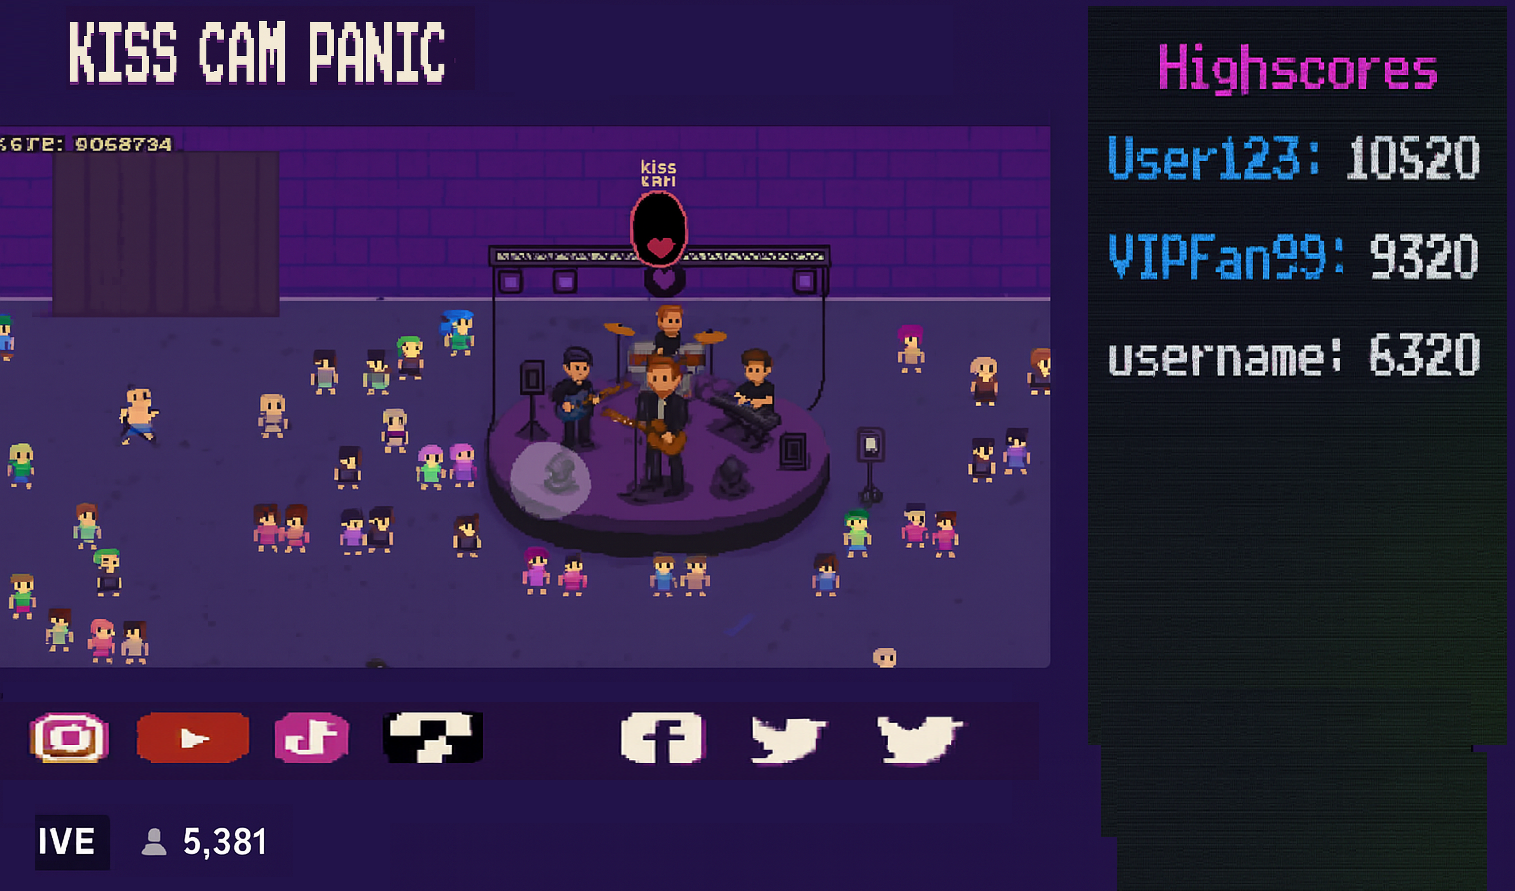 KISS CAM PANIC
Highscores
User123: 10520
VIPFan99: 9320
username: 6320
9068734
kiss
IVE
5,381